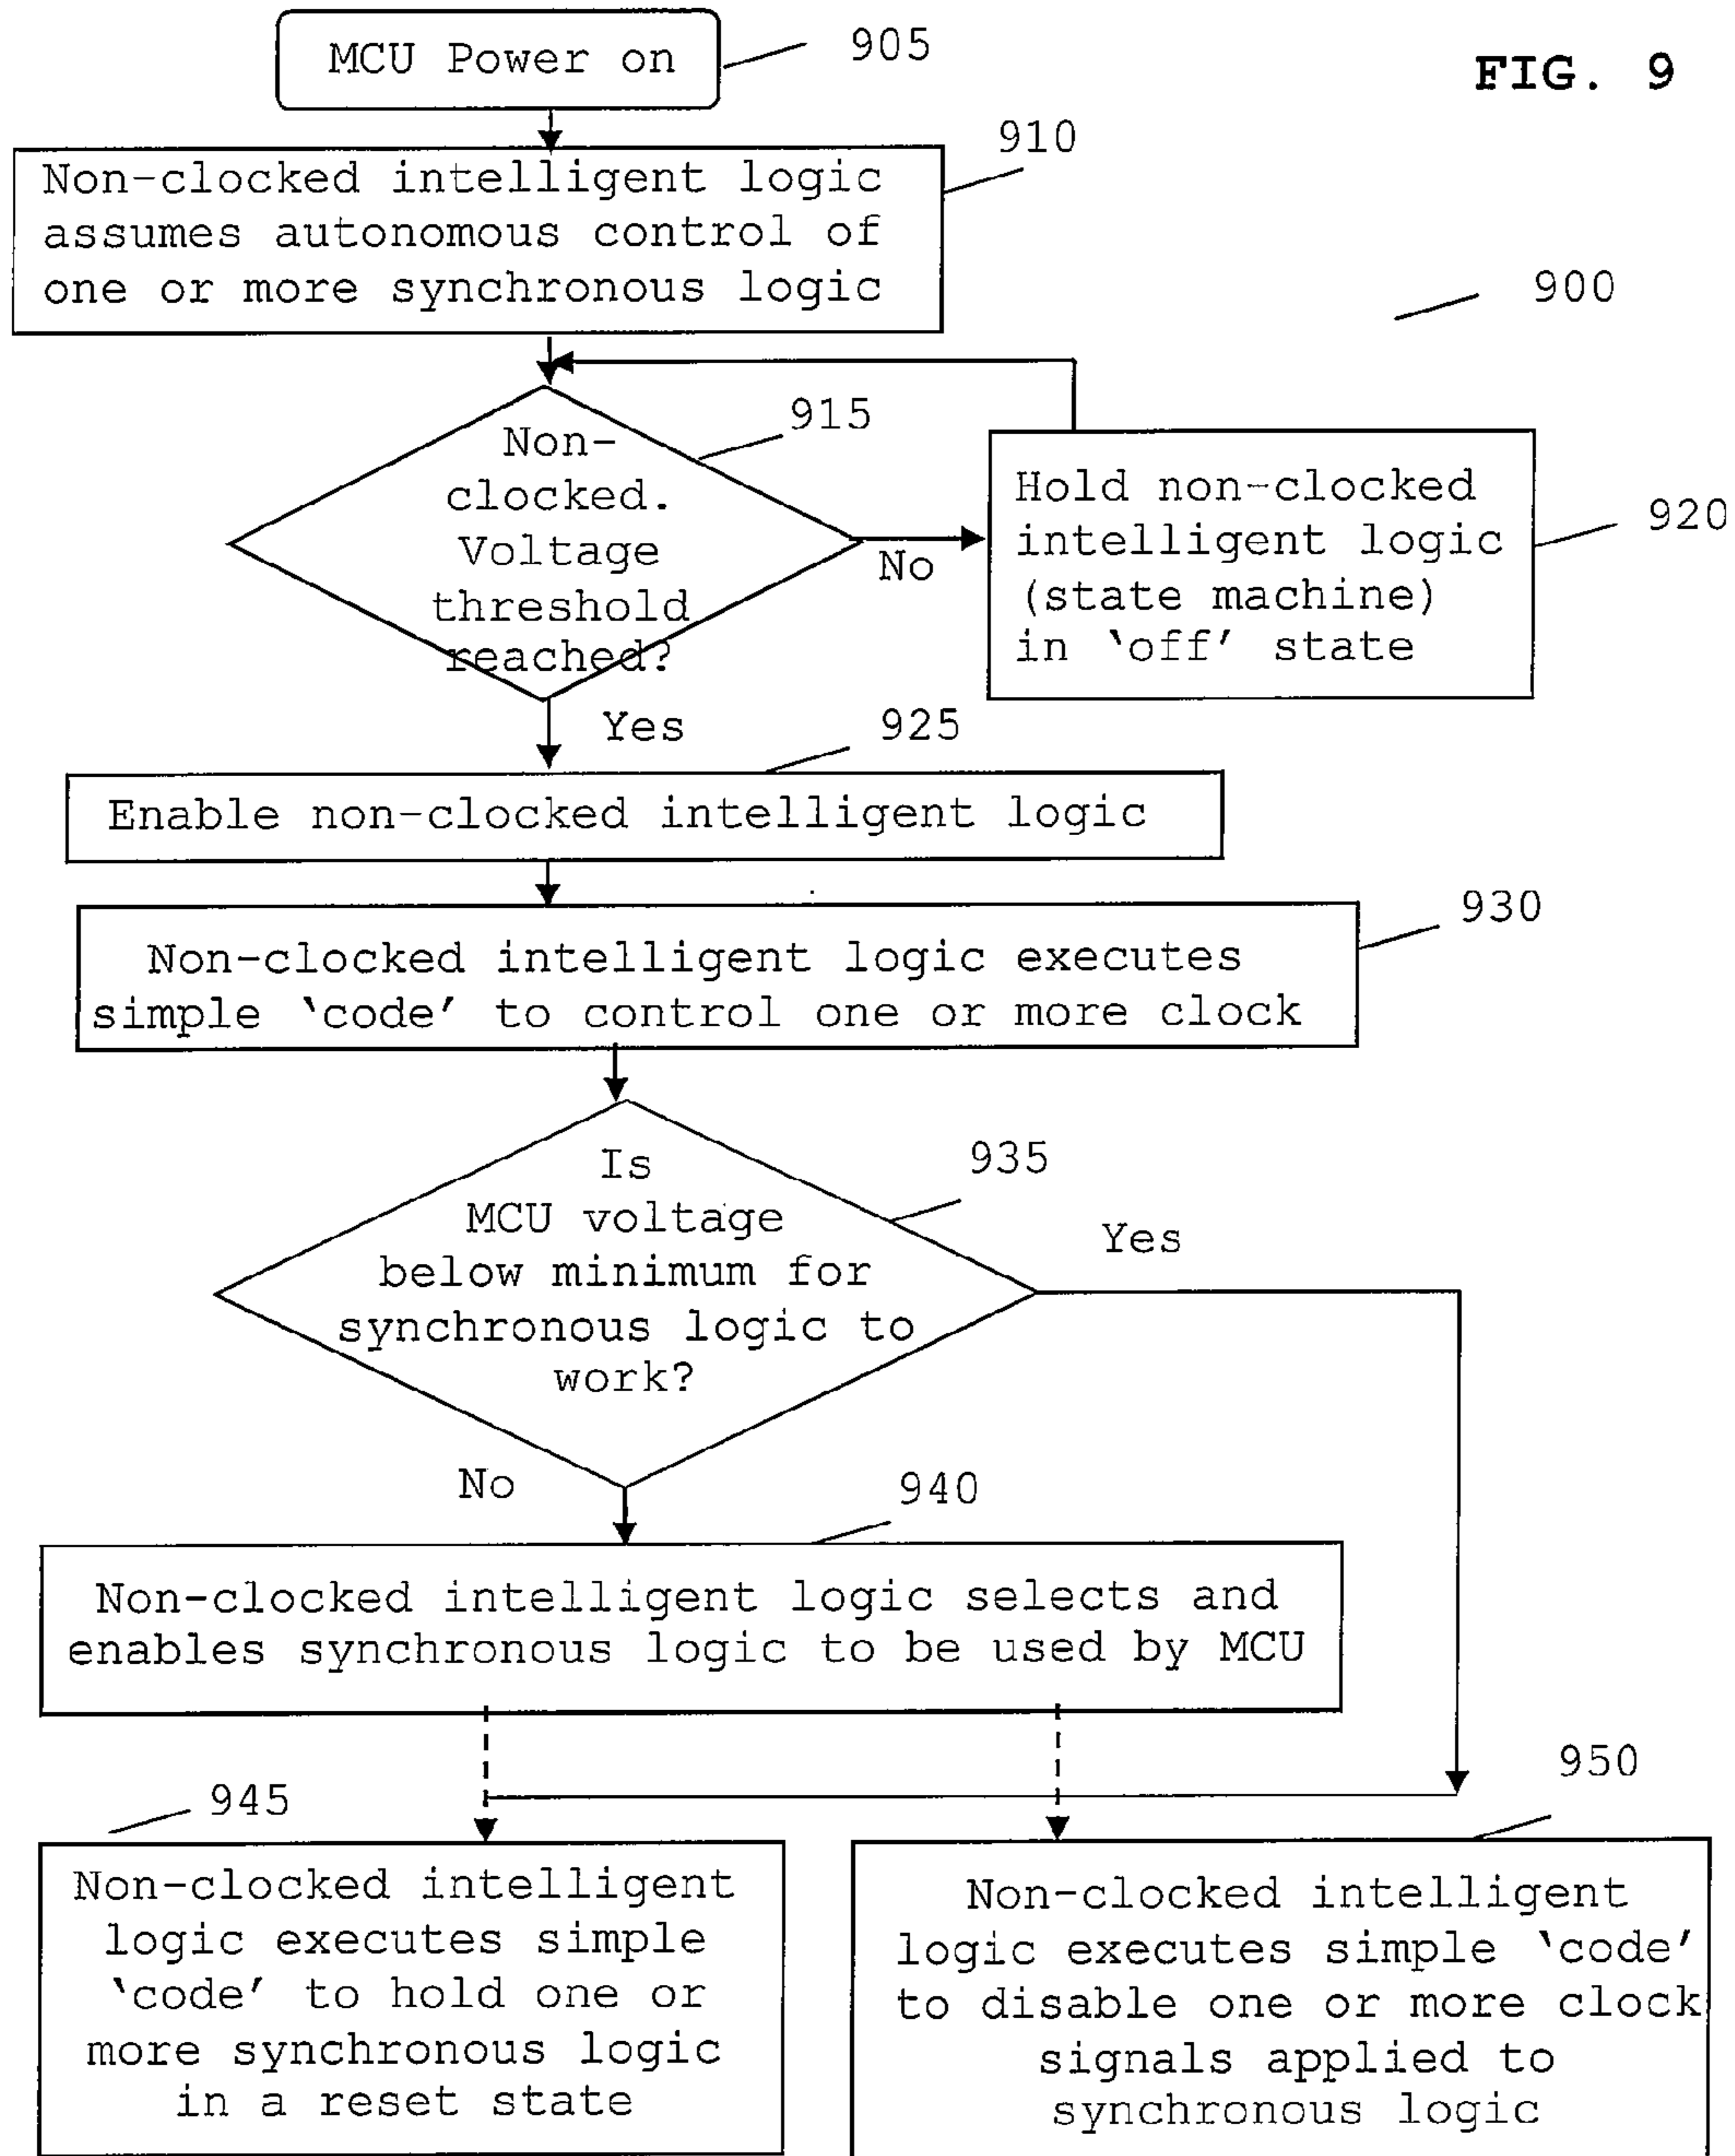 MCU Power on
905
FIG. 9
910
Non-clocked intelligent logic
assumes autonomous control of
one or more synchronous logic
900
915
Non-
clocked.
Voltage
threshold
reached?
No
Hold non-clocked
intelligent logic
(state machine)
in ‘off’ state
920
Yes
925
Enable non-clocked intelligent logic
930
Non-clocked intelligent logic executes
simple ‘code’ to control one or more clock
935
Is
MCU voltage
below minimum for
synchronous logic to
work?
Yes
No
940
Non-clocked intelligent logic selects and
enables synchronous logic to be used by MCU
945
950
Non-clocked intelligent
logic executes simple
‘code’ to hold one or
more synchronous logic
in a reset state
Non-clocked intelligent
logic executes simple ‘code’
to disable one or more clock
signals applied to
synchronous logic